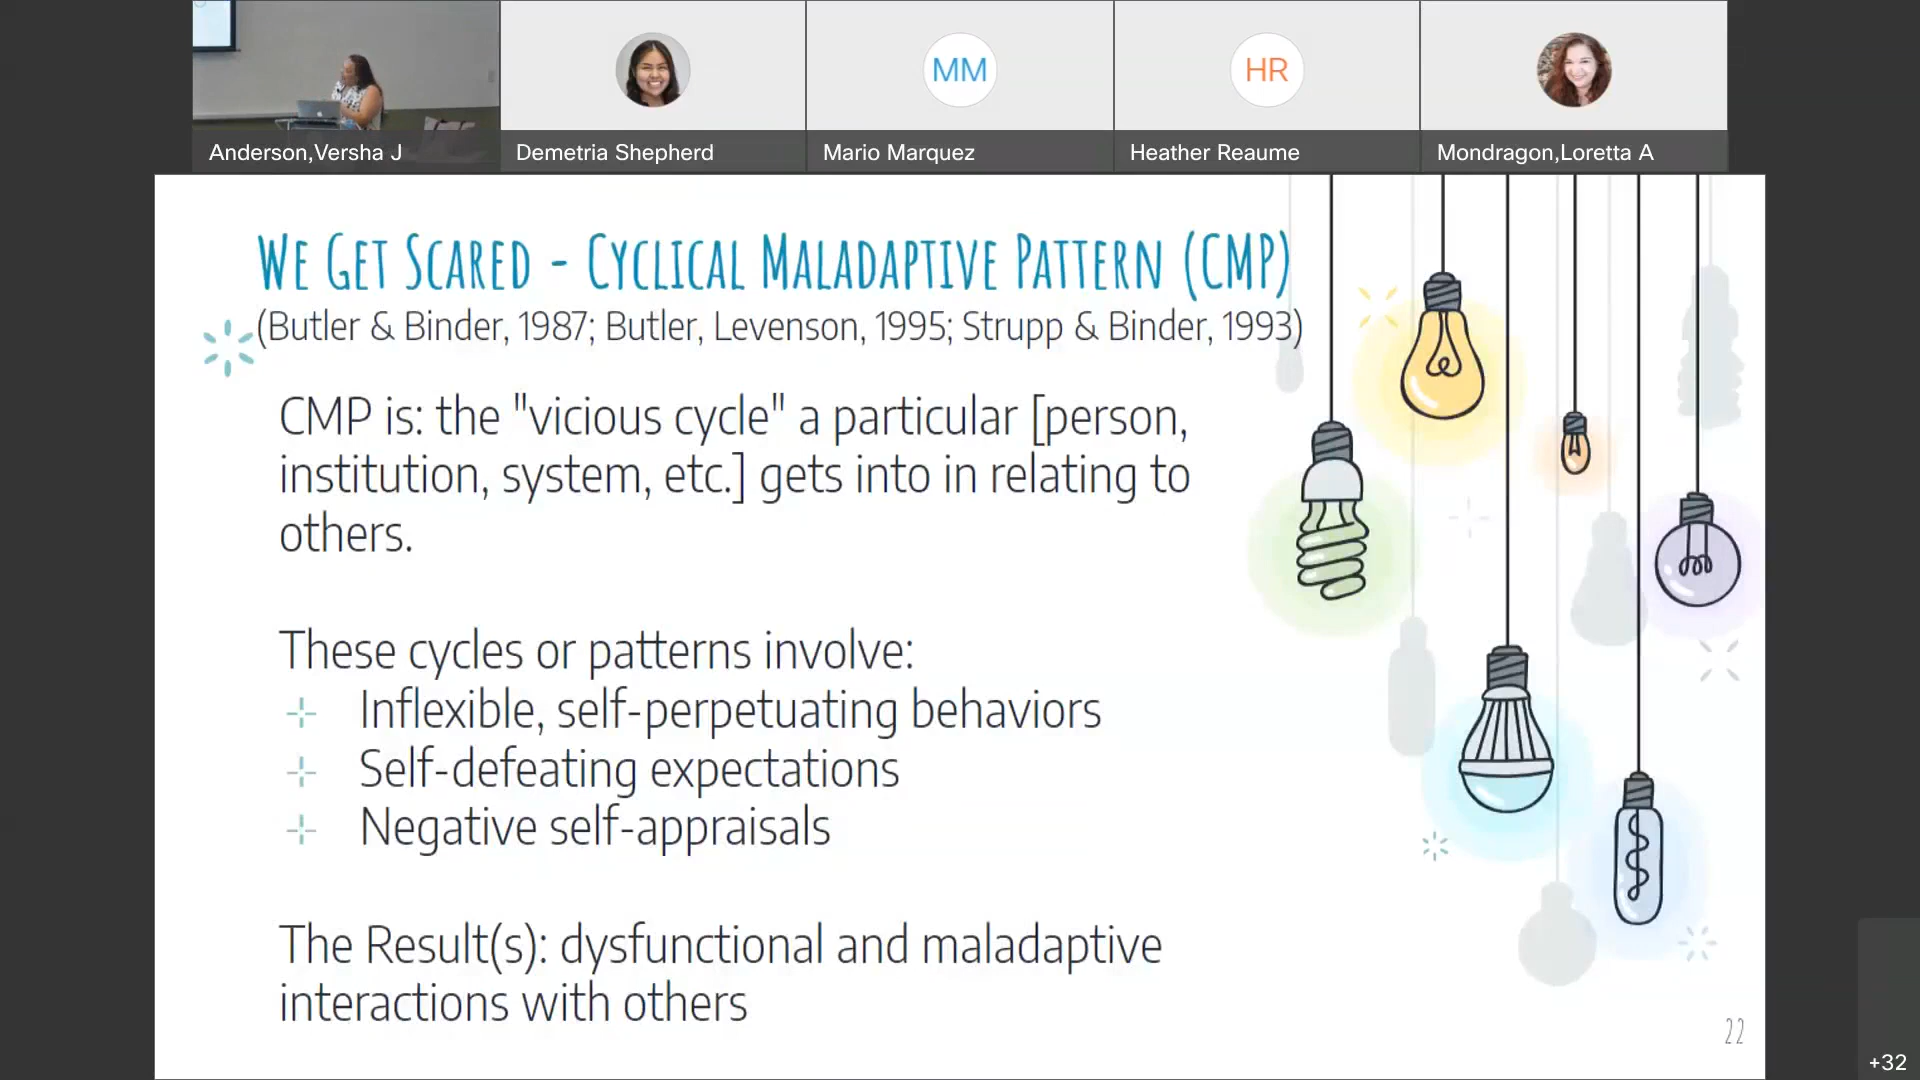 MM
HR
Anderson,Versha J
Demetria Shepherd
Mario Marquez
Heather Reaume
Mondragon,Loretta A
We Get Scared - Cyclical Maladaptive Pattern (CMP)
(Butler & Binder, 1987; Butler, Levenson, 1995; Strupp & Binder, 1993)
CMP is: the "vicious cycle" a particular [person,
institution, system, etc.] gets into in relating to
others.
These cycles or patterns involve:
Inflexible, self-perpetuating behaviors
Self-defeating expectations
Negative self-appraisals
The Result(s): dysfunctional and maladaptive
interactions with others
22
+32